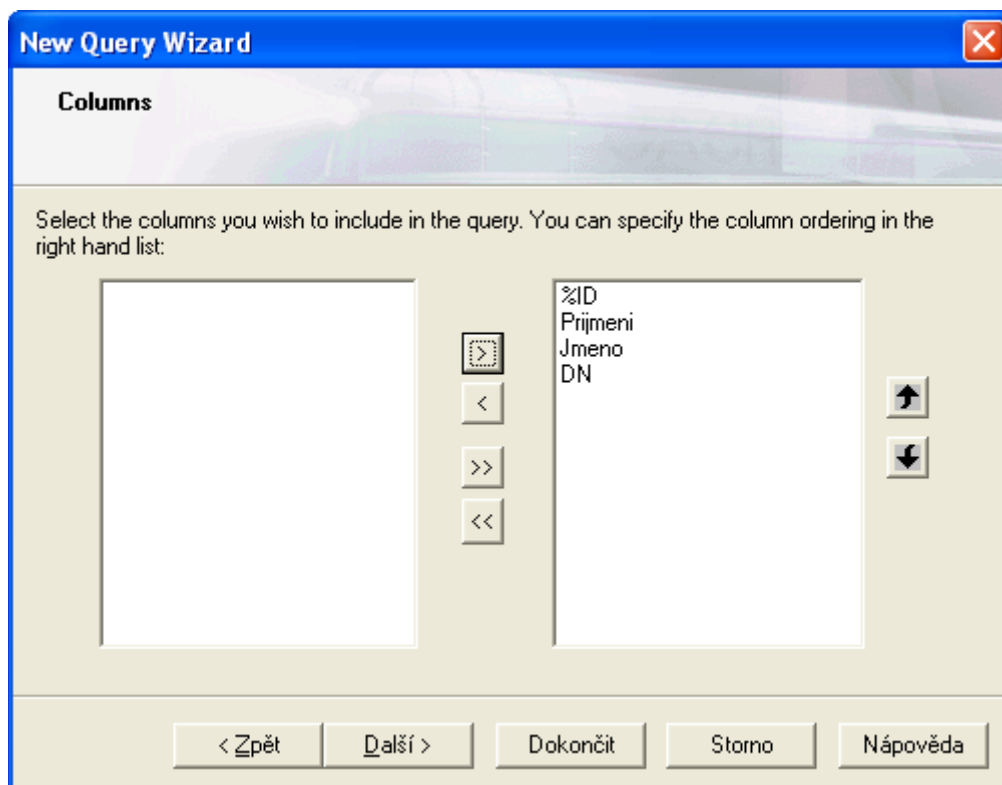 New Query Wizard
Columns
Select the columns you wish to include in the query. You can specify the column ordering in the
right hand list:
%ID
Prijmeni
Jmeno
DN
>
<
>>
<<
< Zpět
Další >
Dokončit
Storno
Nápověda